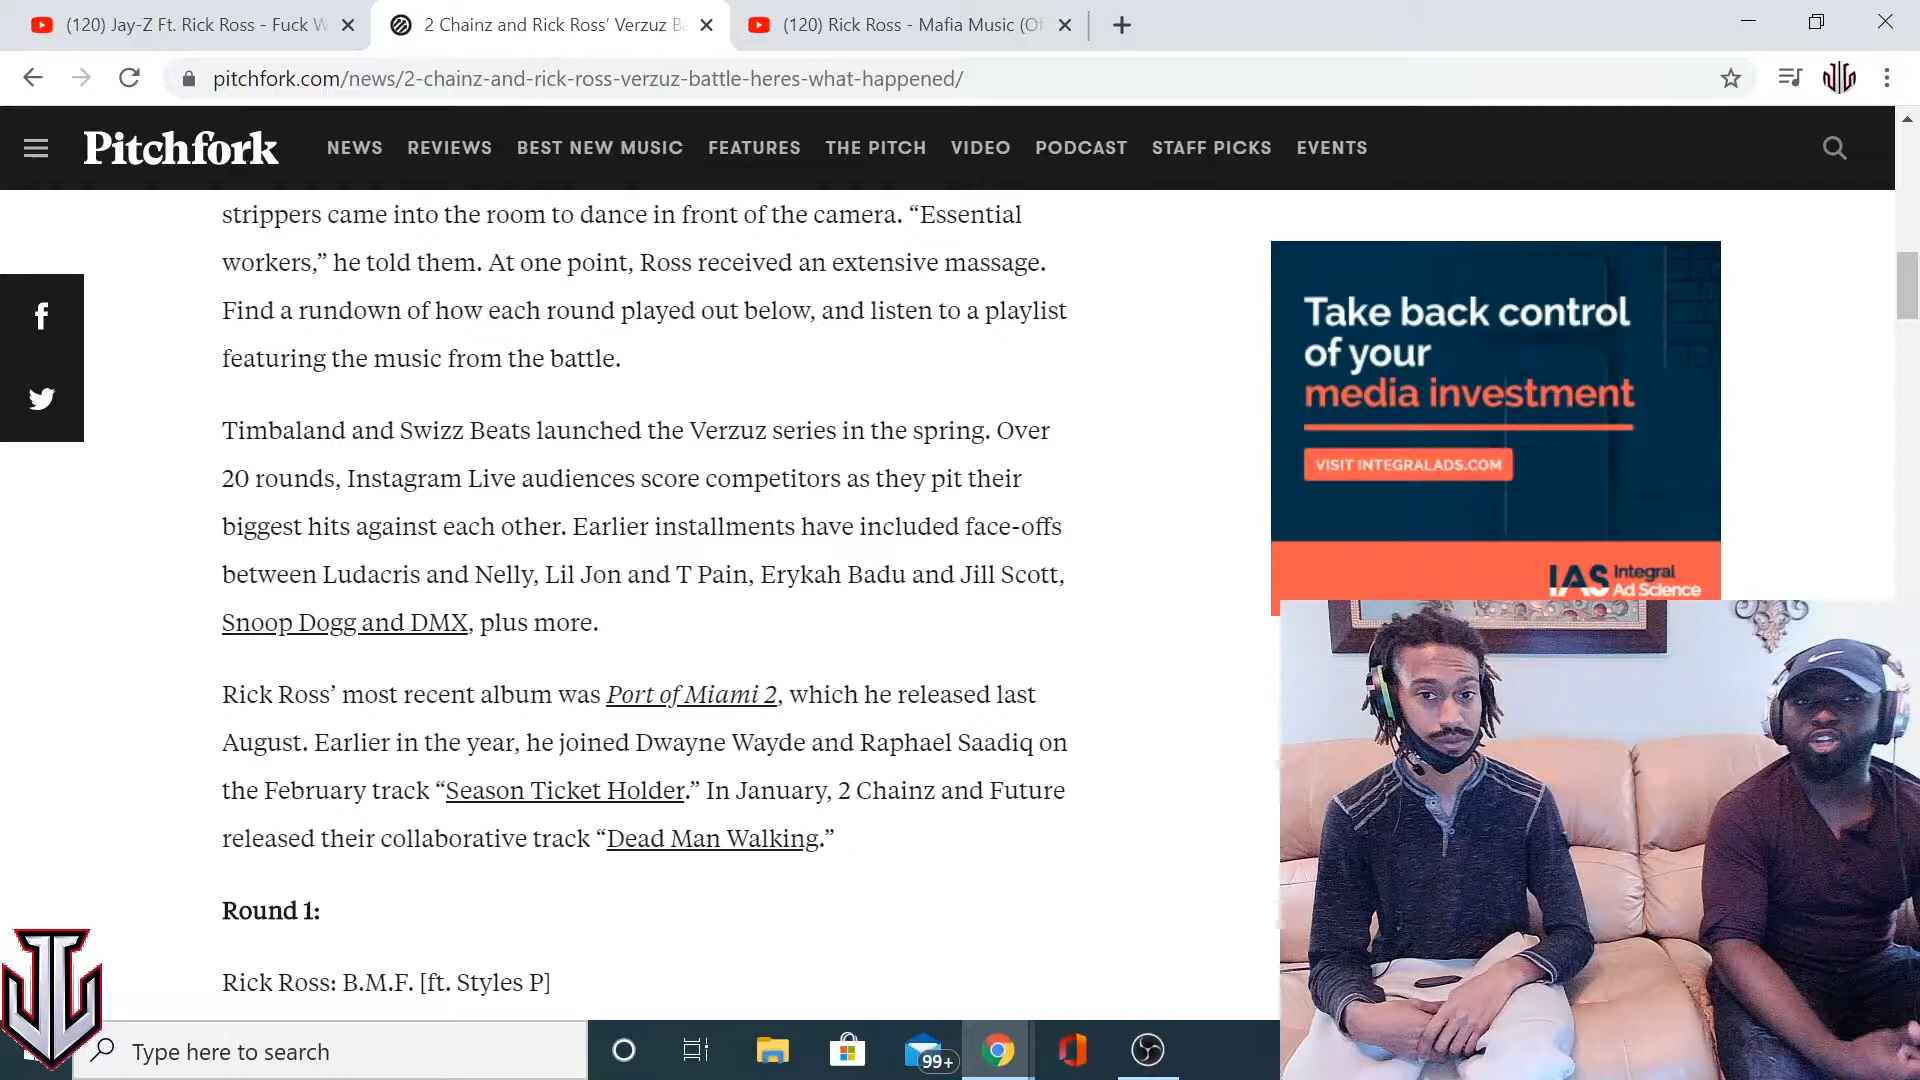 (120) Jay-Z Ft. Rick Ross - Fuck W
2 Chainz and Rick Ross’ Verzuz B
(120) Rick Ross - Mafia Music (Of
pitchfork.com/news/2-chainz-and-rick-ross-verzuz-battle-heres-what-happened/
Pitchfork
NEWS REVIEWS BEST NEW MUSIC FEATURES THE PITCH VIDEO PODCAST STAFF PICKS EVENTS
strippers came into the room to dance in front of the camera. “Essential
workers,” he told them. At one point, Ross received an extensive massage.
Find a rundown of how each round played out below, and listen to a playlist
featuring the music from the battle.
Timbaland and Swizz Beats launched the Verzuz series in the spring. Over
20 rounds, Instagram Live audiences score competitors as they pit their
biggest hits against each other. Earlier installments have included face-offs
between Ludacris and Nelly, Lil Jon and T Pain, Erykah Badu and Jill Scott,
Snoop Dogg and DMX, plus more.
Rick Ross’ most recent album was Port of Miami 2, which he released last
August. Earlier in the year, he joined Dwayne Wayde and Raphael Saadiq on
the February track “Season Ticket Holder.” In January, 2 Chainz and Future
released their collaborative track “Dead Man Walking.”
Round 1:
Rick Ross: B.M.F. [ft. Styles P]
Take back control
of your
media investment
VISIT INTEGRALADS.COM
IAS Integral
Ad Science
Type here to search
99+